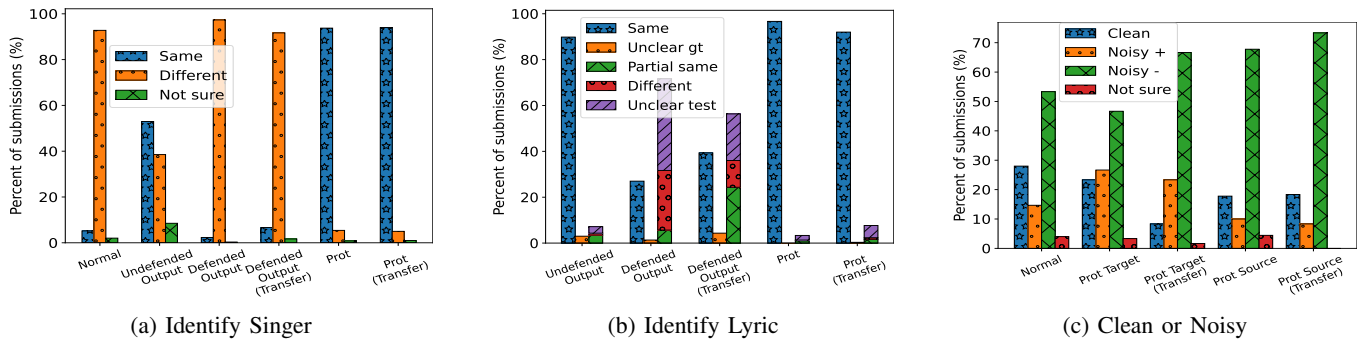 Percent of submissions (%)
100
80
60
40
20
0
Same
Different
Not sure
Normal
Undefended
Output
Defended
Output
Defended
Output
(Transfer)
Prot
Prot
(Transfer)
(a) Identify Singer
Percent of submissions (%)
100
80
60
40
20
0
Same
Unclear gt
Partial same
Different
Unclear test
Undefended
Output
Defended
Output
Defended
Output
(Transfer)
Prot
Prot
(Transfer)
(b) Identify Lyric
Percent of submissions (%)
70
60
50
40
30
20
10
0
Clean
Noisy +
Noisy -
Not sure
Normal
Prot Target
Prot Target
(Transfer)
Prot Source
Prot Source
(Transfer)
(c) Clean or Noisy